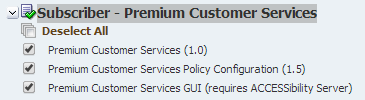 Subscriber - Premium Customer Services
Deselect All
Premium Customer Services (1.0)
Premium Customer Services Policy Configuration (1.5)
Premium Customer Services GUI (requires ACCESSibility Server)